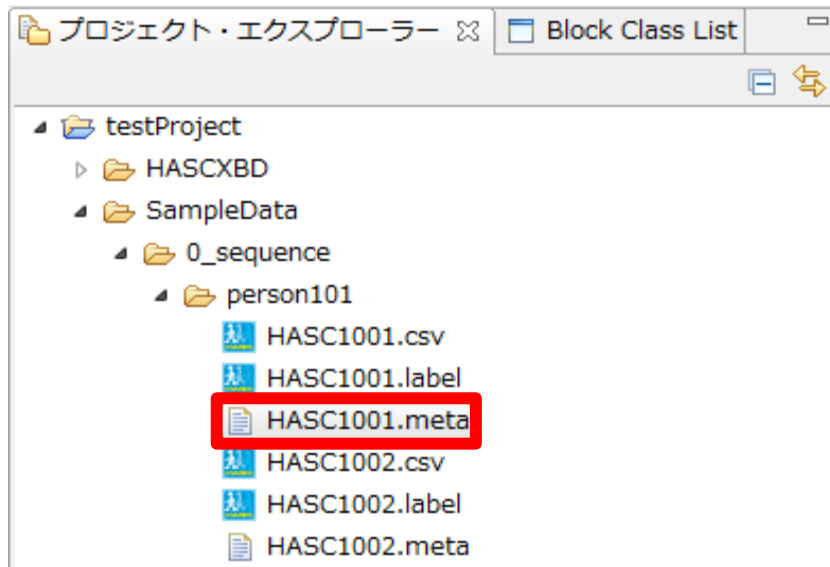 プロジェクト・エクスプローラー Block Class List
testProject
HASCXBD
SampleData
0_sequence
person101
HASC1001.csv
HASC1001.label
HASC1001.meta
HASC1002.csv
HASC1002.label
HASC1002.meta